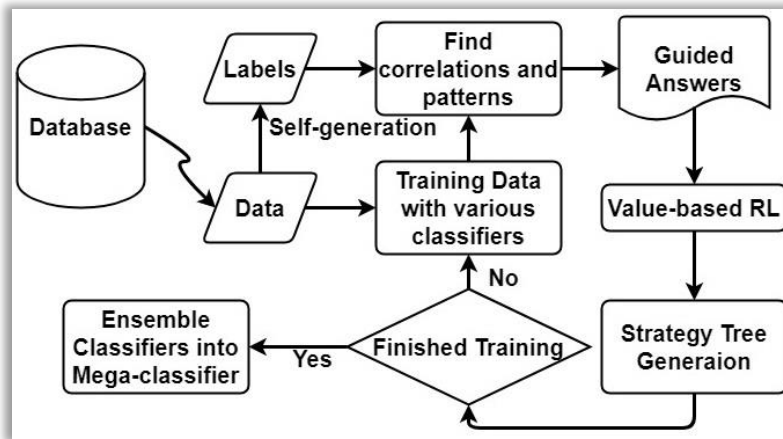 Database
Labels
Self-generation
Data
Find
correlations and
patterns
Training Data
with various
classifiers
Guided
Answers
Value-based RL
Strategy Tree
Generaion
Finished Training
No
Yes
Ensemble
Classifiers into
Mega-classifier